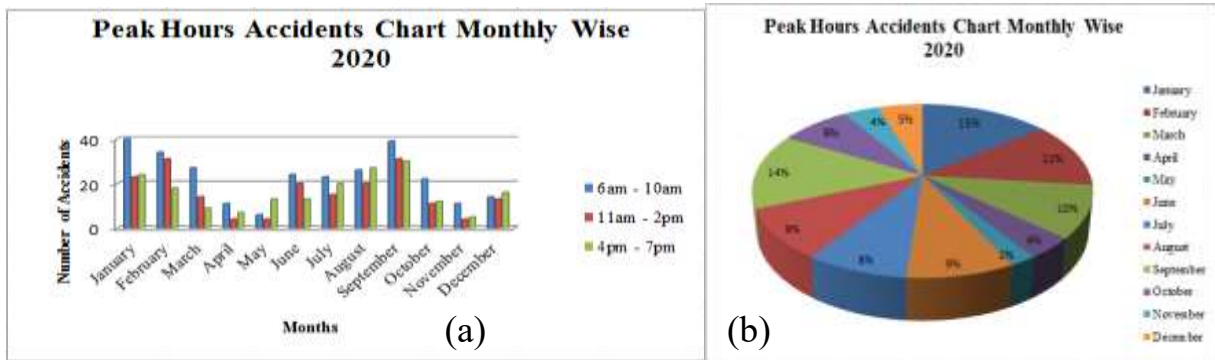 Peak Hours Accidents Chart Monthly Wise
2020
Number of Accidents
40
20
0
January
February
March
April
May
June
July
August
September
October
November
December
Months
6am - 10am
11am - 2pm
4pm - 7pm
(a)
Peak Hours Accidents Chart Monthly Wise
2020
10%
9%
8%
14%
4%
5%
January
February
March
April
May
June
July
August
September
October
November
December
(b)